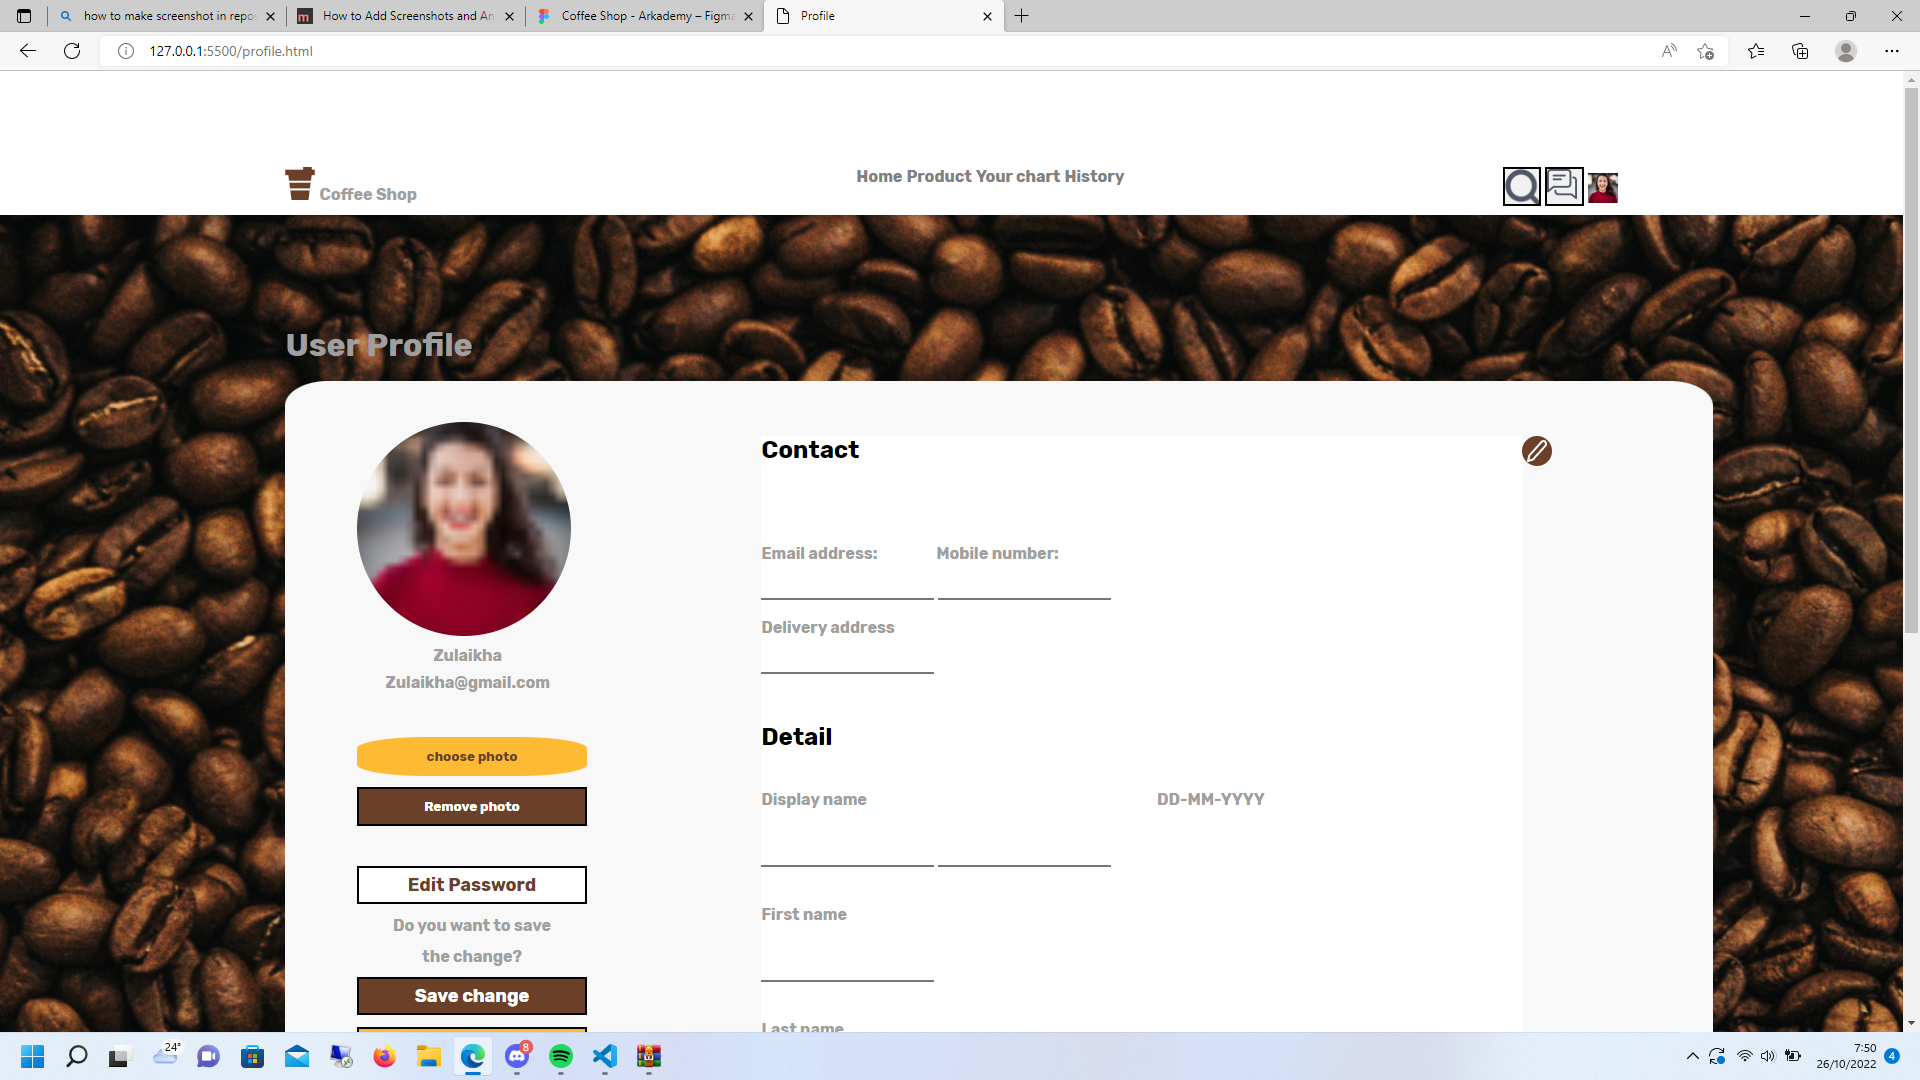 how to make screenshot in repos
How to Add Screenshots and An
Coffee Shop - Arkademy – Figma
Profile
127.0.0.1:5500/profile.html
Coffee Shop
Home Product Your chart History
User Profile
Zulaikha
Zulaikha@gmail.com
choose photo
Remove photo
Edit Password
Do you want to save
the change?
Save change
Contact
Email address: Mobile number:
Delivery address
Detail
Display name DD-MM-YYYY
First name
Last name
24°
8
7:50
26/10/2022
4